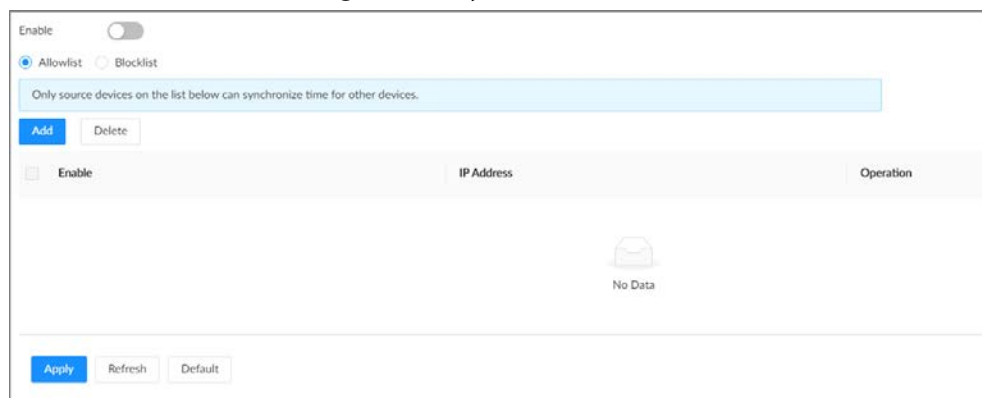 Enable
Allowlist Blocklist
Only source devices on the list below can synchronize time for other devices.
Add Delete
Enable IP Address Operation
No Data
Apply Refresh Default